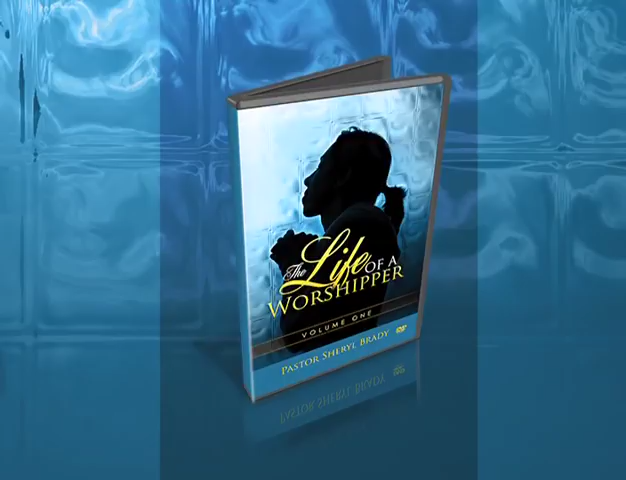 The Life OF A
WORSHIPPER
VOLUME ONE
PASTOR SHERYL BRADY DVD